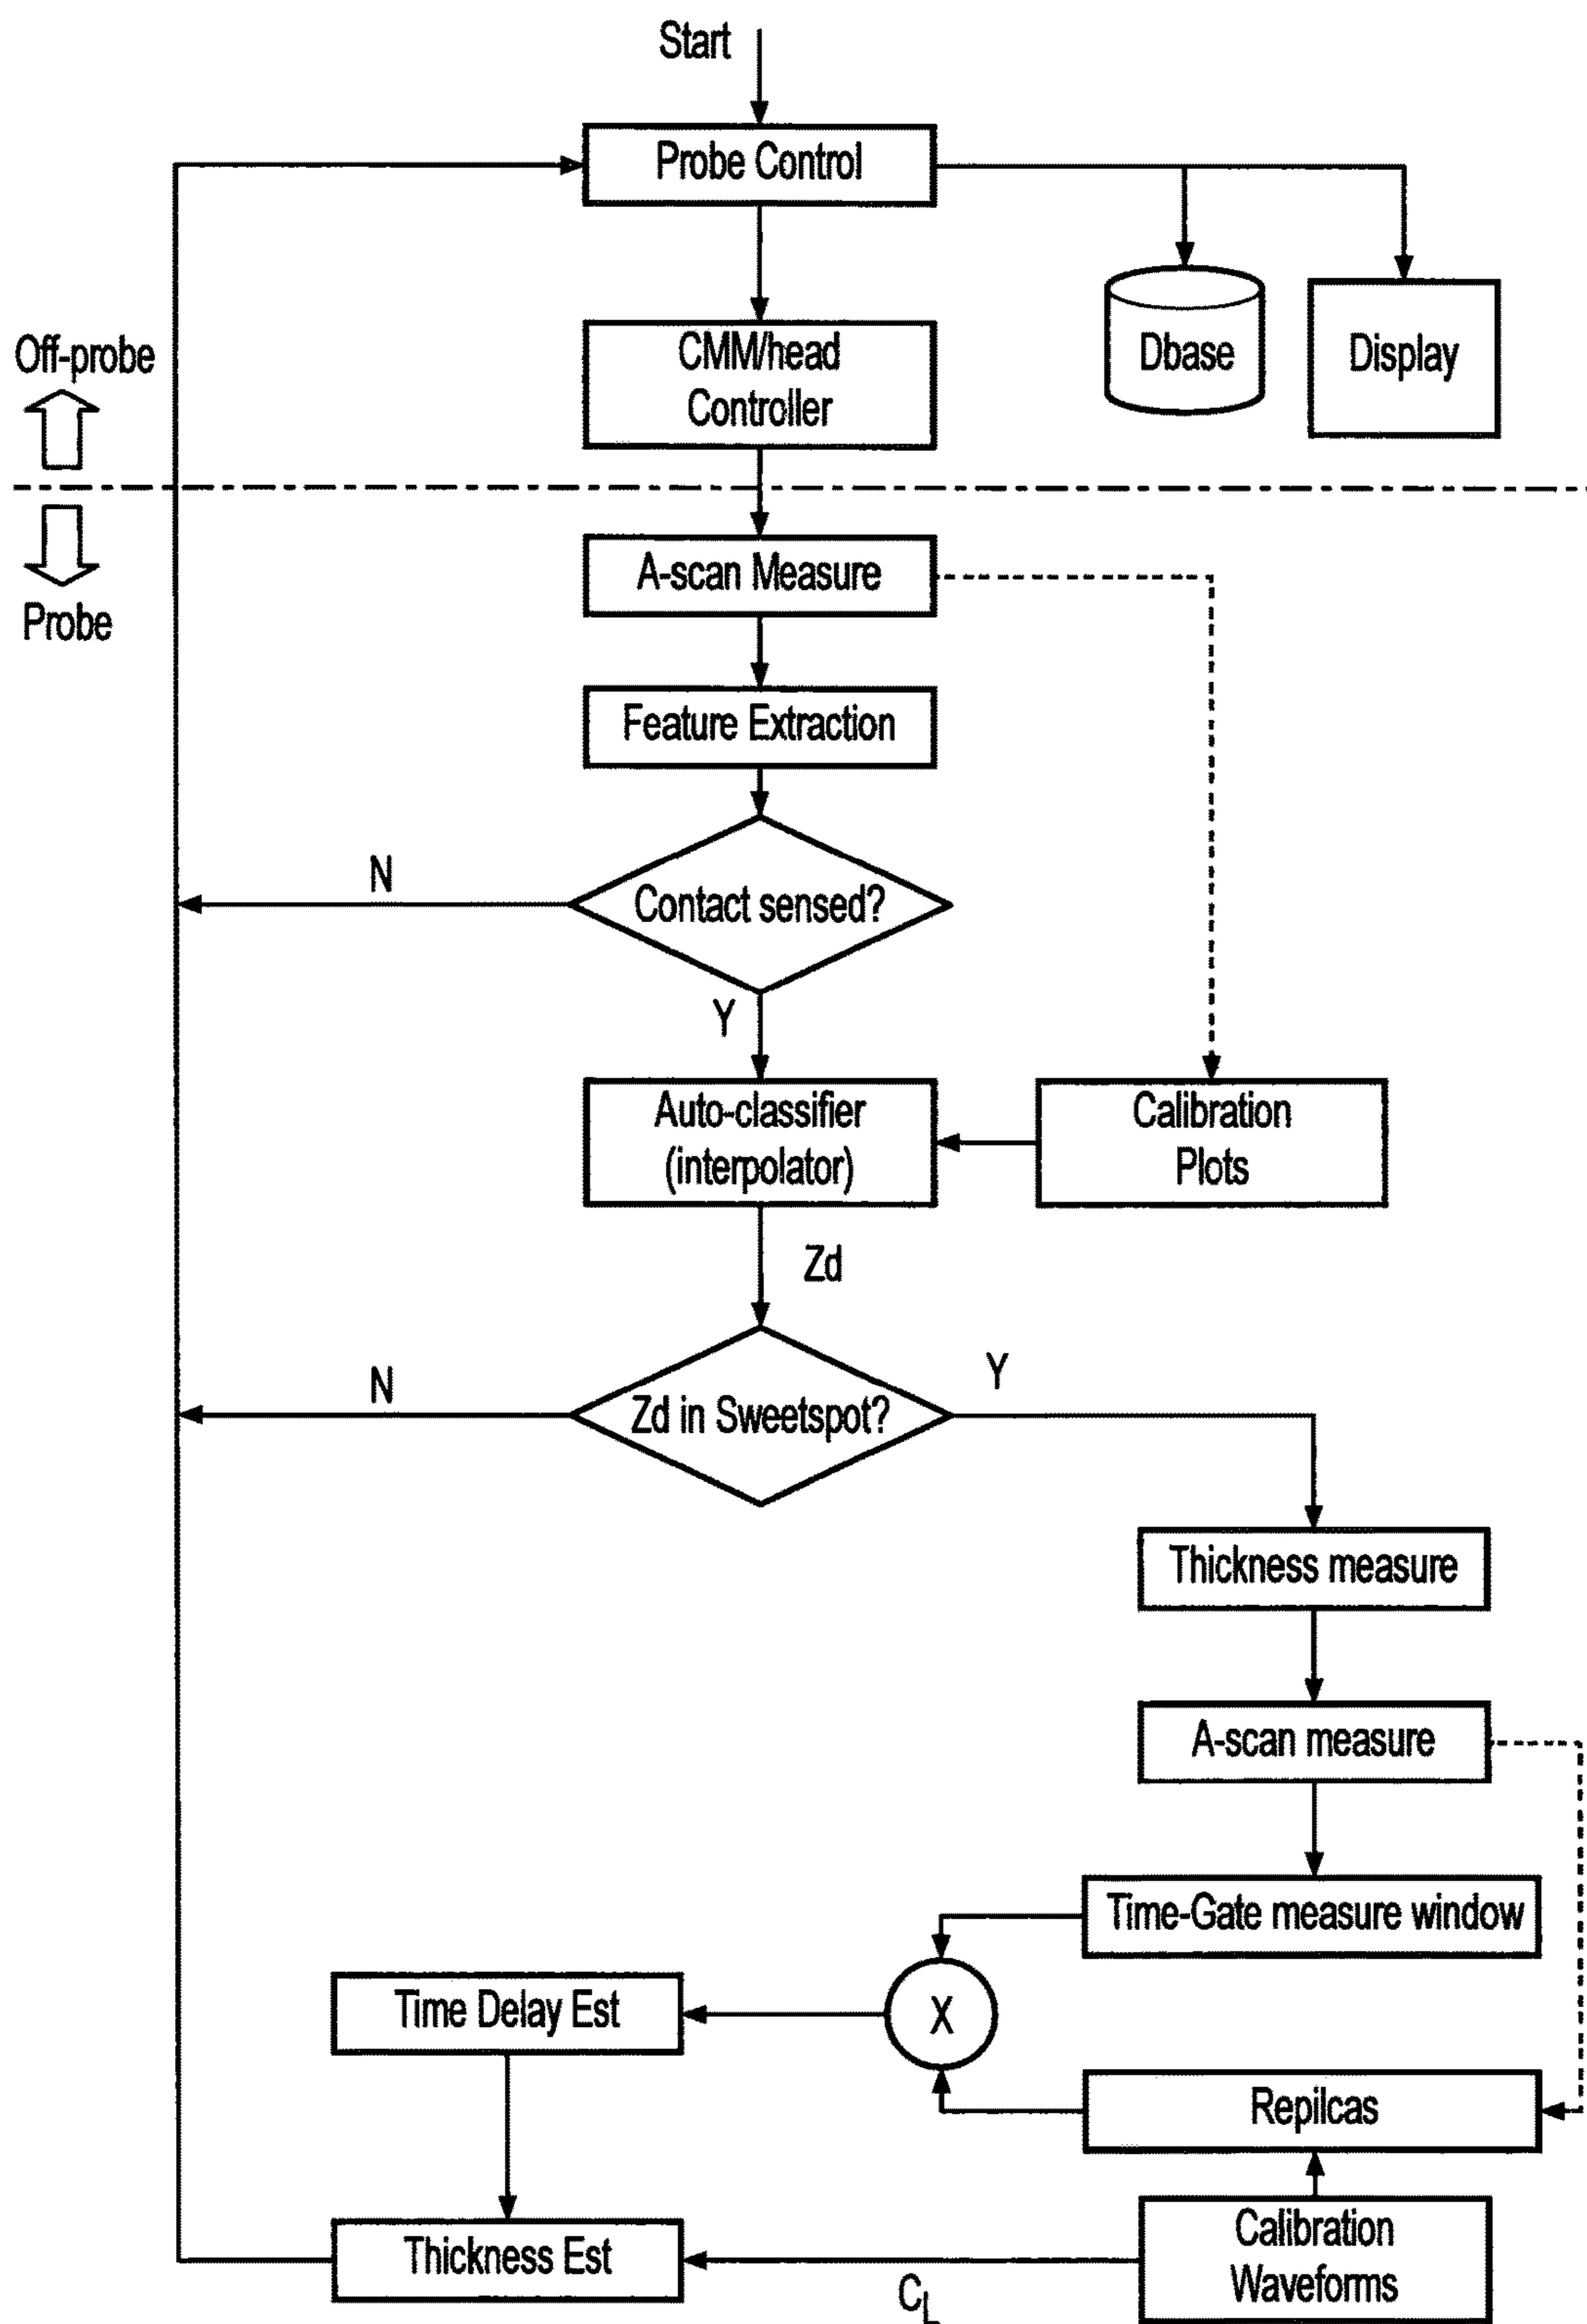 Start
Probe Control
Dbase
Display
CMM/head
Controller
Off-probe
Probe
A-scan Measure
Feature Extraction
Contact sensed?
N
Y
Auto-classifier
(interpolator)
Calibration
Plots
Zd
Zd in Sweetspot?
N
Y
Thickness measure
A-scan measure
Time-Gate measure window
X
Time Delay Est
Repilcas
Thickness Est
Calibration
Waveforms
CL